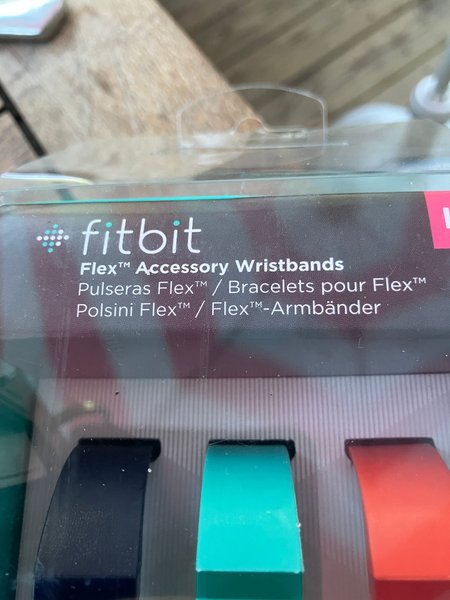 fitbit
Flex™ Accessory Wristbands
Pulseras Flex™ / Bracelets pour Flex™
Polsini Flex™ / Flex™-Armbänder